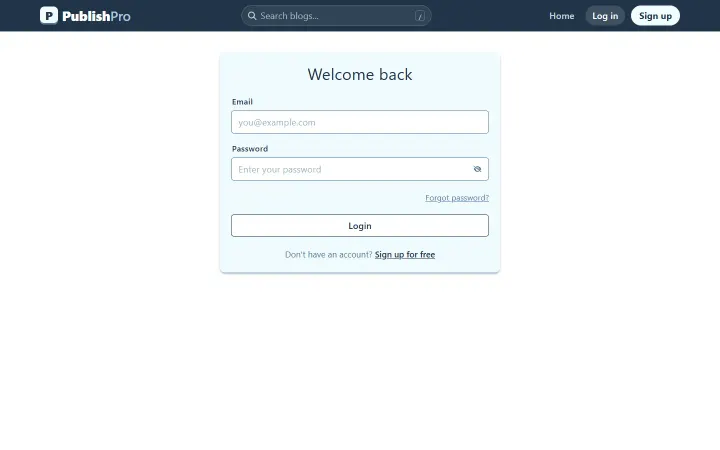 P PublishPro
Search blogs... /
Home Log in Sign up
Welcome back
Email
you@example.com
Password
Enter your password
Forgot password?
Login
Don't have an account? Sign up for free